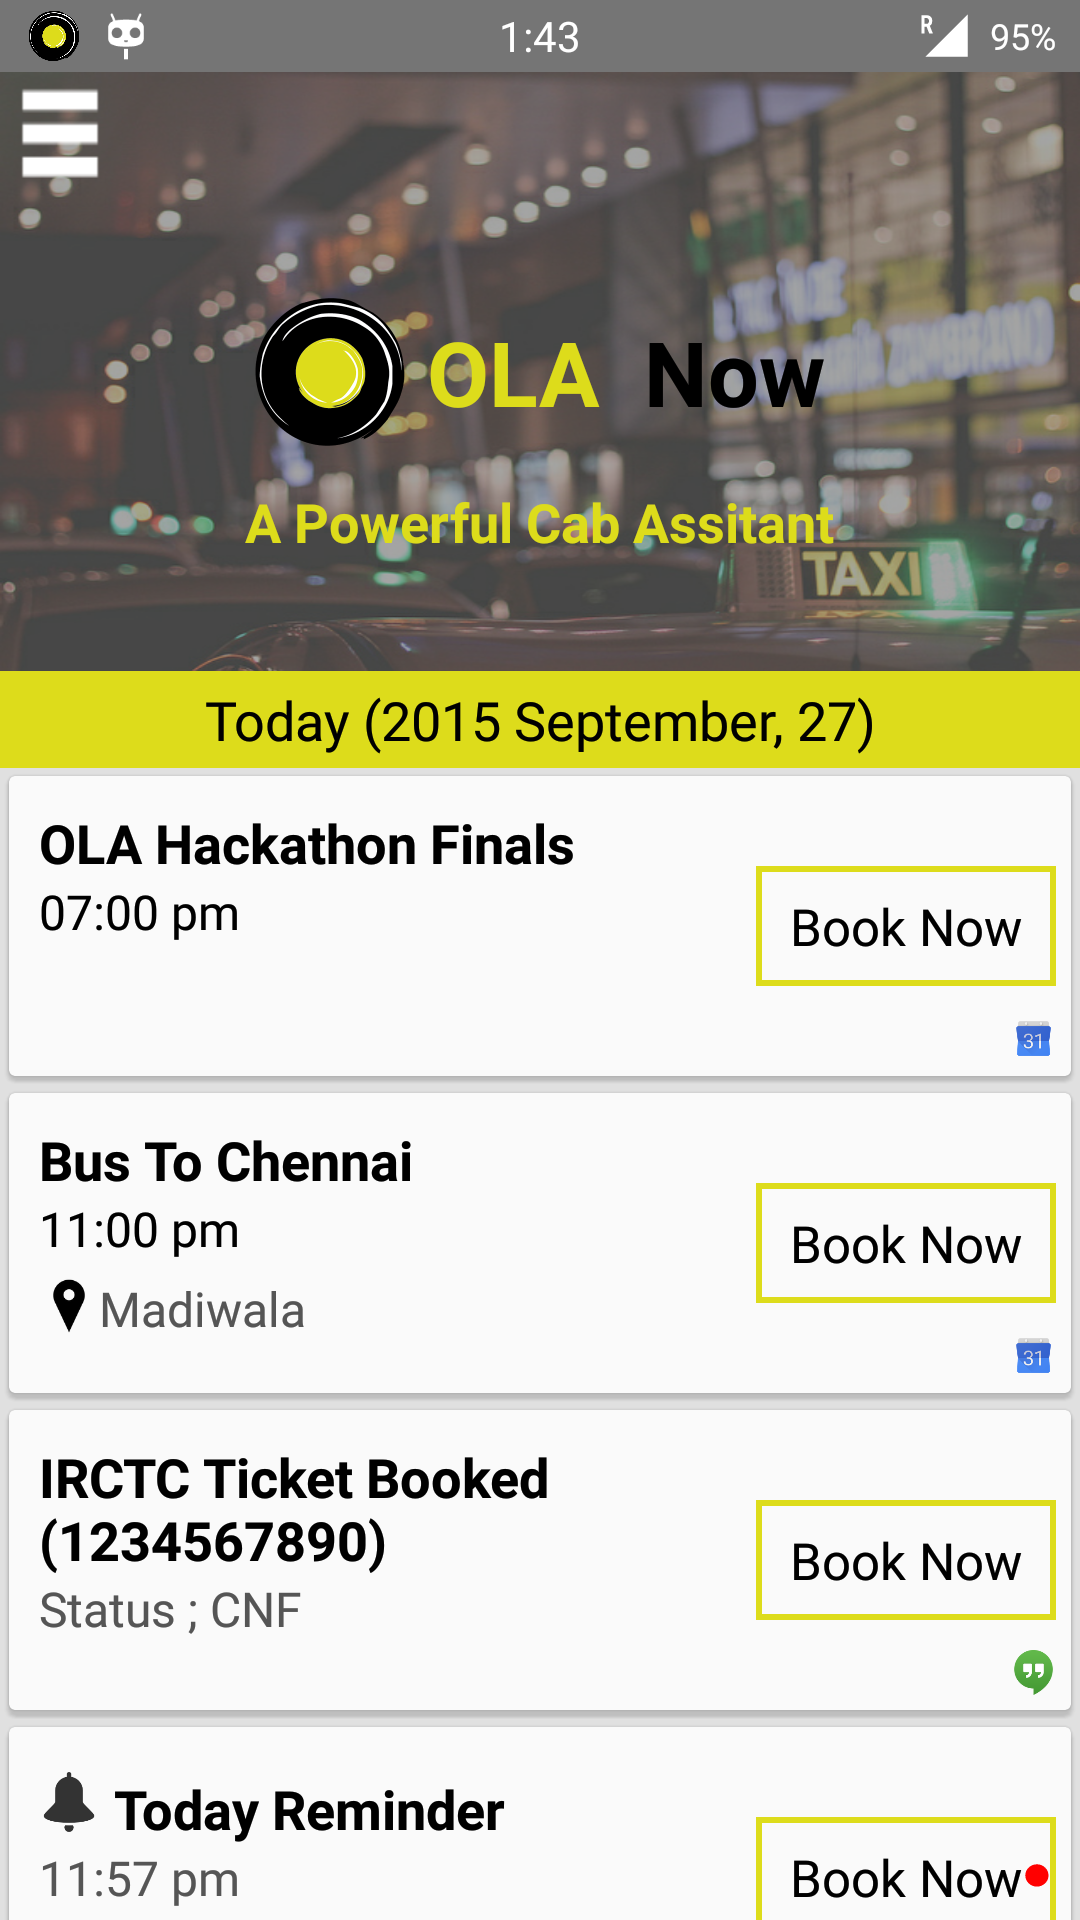 1:43
R
95%
OLA Now
A Powerful Cab Assitant
TAXI
Today (2015 September, 27)
OLA Hackathon Finals
07:00 pm
Book Now
31
Bus To Chennai
11:00 pm
Book Now
Madiwala
31
IRCTC Ticket Booked
(1234567890)
Status ; CNF
Book Now
Today Reminder
11:57 pm
Book Now